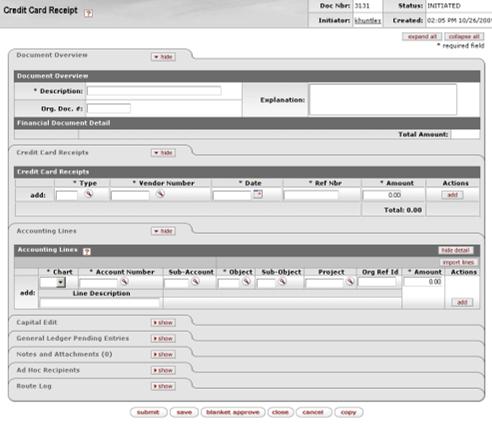 Credit Card Receipt ?
Doc Nbr: 3131 Status: INITIATED
Initiator: khuntley Created: 02:05 PM 10/26/200
expand all collapse all
* required field
Document Overview hide
Document Overview
* Description: Explanation:
Org. Doc. #:
Financial Document Detail
Total Amount:
Credit Card Receipts hide
Credit Card Receipts
* Type * Vendor Number * Date * Ref Nbr * Amount Actions
add: 0.00 add
Total: 0.00
Accounting Lines hide
Accounting Lines ? hide detail
import lines
* Chart * Account Number Sub-Account * Object Sub-Object Project Org Ref Id * Amount Actions
add: 0.00 add
Line Description
Capital Edit show
General Ledger Pending Entries show
Notes and Attachments (0) show
Ad Hoc Recipients show
Route Log show
submit save blanket approve close cancel copy